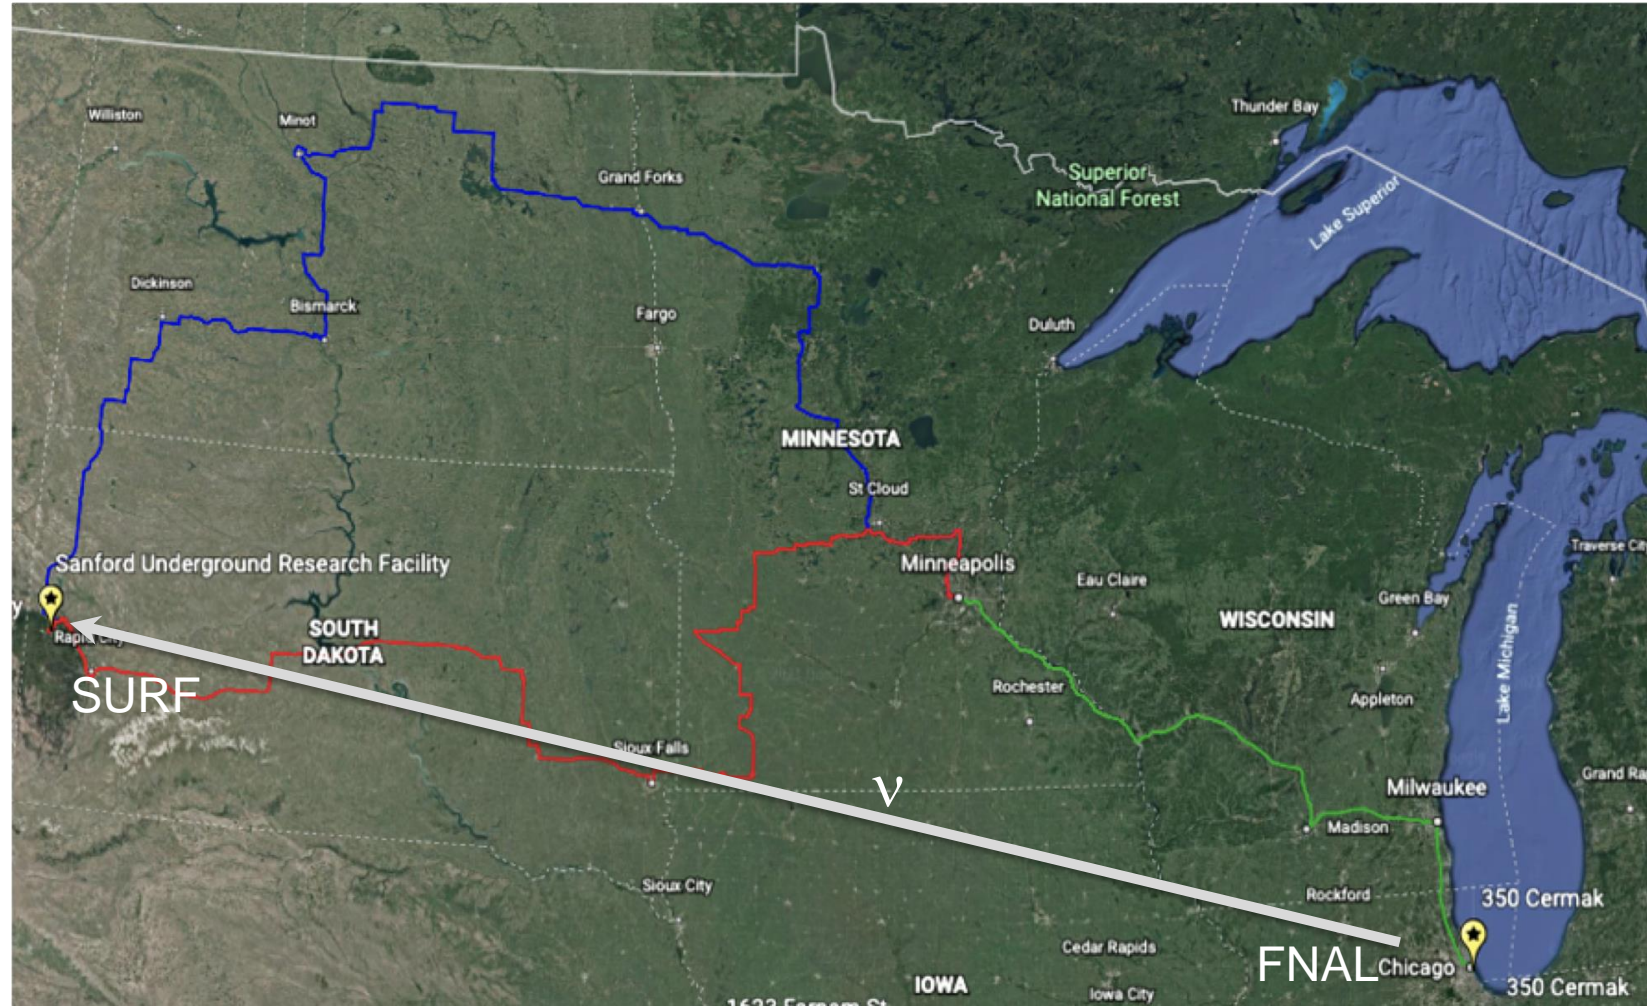 Williston
Minot
Thunder Bay
Grand Forks
Superior
National Forest
Lake Superior
Dickinson
Bismarck
Fargo
Duluth
MINNESOTA
St Cloud
Sanford Underground Research Facility
Minneapolis
Eau Claire
Traverse Cit
Green Bay
y
Rapid City
SOUTH
DAKOTA
WISCONSIN
Lake Michigan
SURF
Rochester
Appleton
Sioux Falls
ν
Milwaukee
Grand Ra
Madison
Sioux City
Rockford
350 Cermak
Cedar Rapids
FNAL
Chicago
IOWA
Iowa City
350 Cermak